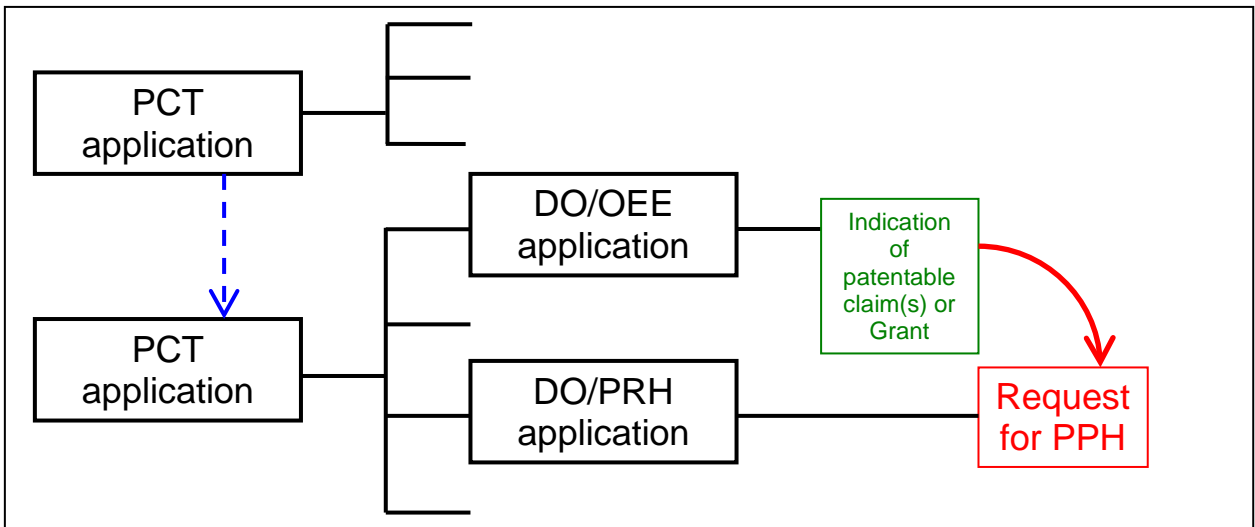 PCT
application
DO/OEE
application
Indication
of
patentable
claim(s) or
Grant
PCT
application
DO/PRH
application
Request
for PPH